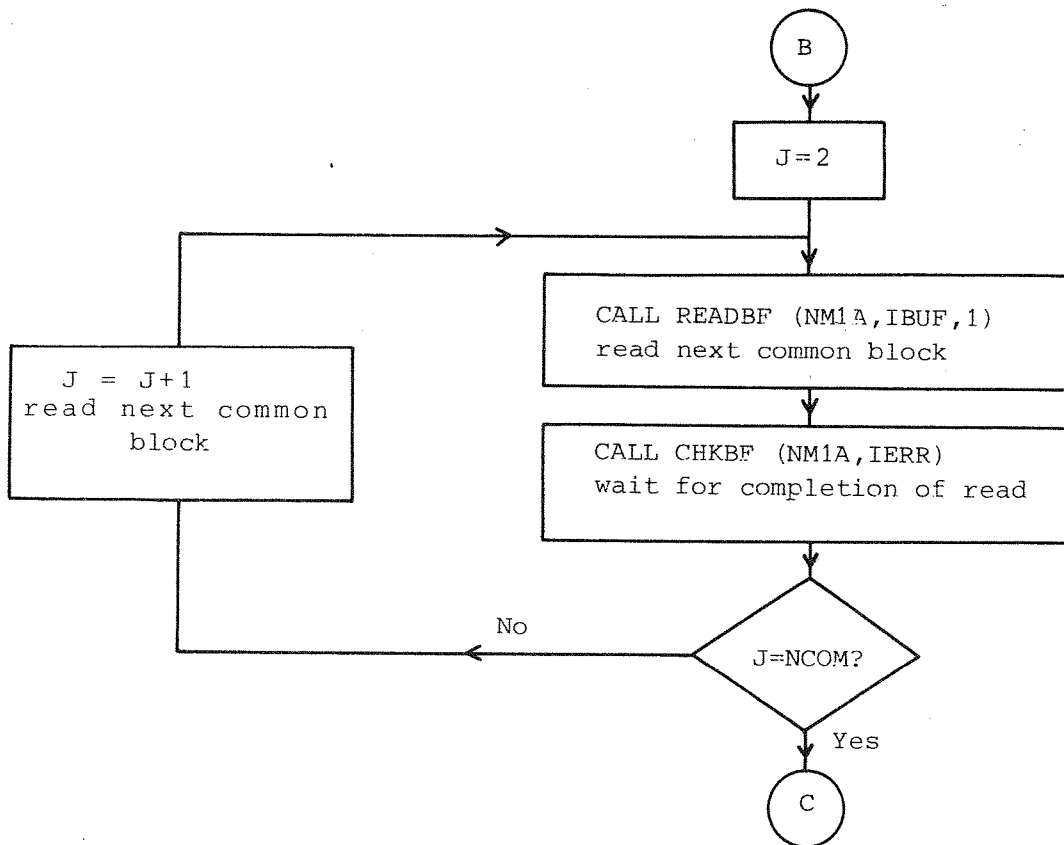 B
J=2
CALL READBF (NM1A,IBUF,1)
read next common block
J = J+1
read next common
block
CALL CHKBF (NM1A,IERR)
wait for completion of read
No
J=NCOM?
Yes
C